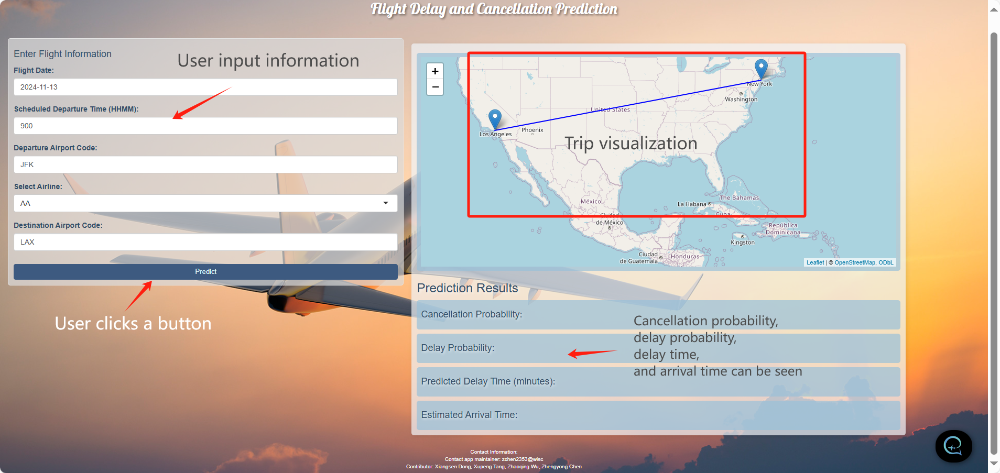 Flight Delay and Cancellation Prediction
Enter Flight Information
User input information
Flight Date:
2024-11-13
Scheduled Departure Time (HHMM):
900
Departure Airport Code:
JFK
Select Airline:
AA
Destination Airport Code:
LAX
Predict
User clicks a button
+
−
New York
Washington
United States
Los Angeles
Phoenix
Trip visualization
México
La Habana
The Bahamas
Cuba
Ciudad
de México
República
Dominicana
Kingston
Ciudad
de Guatemala
Honduras
Leaflet | © OpenStreetMap, ODbL
Prediction Results
Cancellation Probability:
Delay Probability:
Predicted Delay Time (minutes):
Estimated Arrival Time:
Cancellation probability,
delay probability,
delay time,
and arrival time can be seen
Contact Information:
Contact app maintainer: zchen2353@wisc
Contributor: Xiangsen Dong, Xupeng Tang, Zhaoqing Wu, Zhengyong Chen